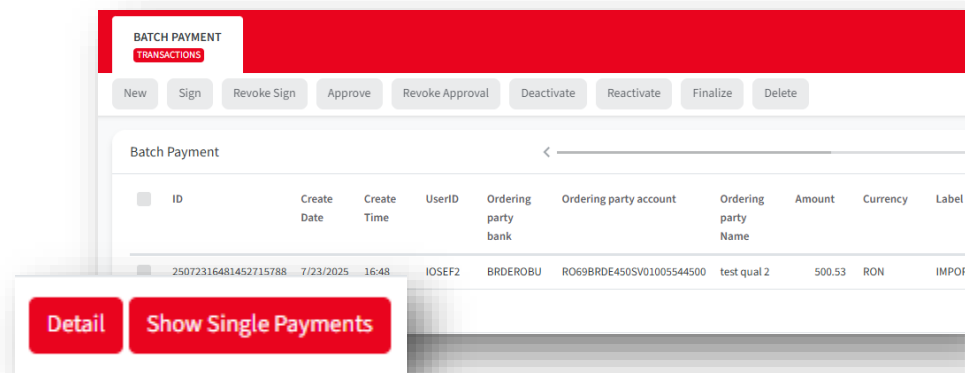 BATCH PAYMENT
TRANSACTIONS
New Sign Revoke Sign Approve Revoke Approval Deactivate Reactivate Finalize Delete
Batch Payment
ID Create Date Create Time UserID Ordering party bank Ordering party account Ordering party Name Amount Currency Label
25072316481452715788 7/23/2025 16:48 IOSEF2 BRDEROBU RO69BRDE450SV01005544500 test qual 2 500.53 RON IMPOR
Detail Show Single Payments